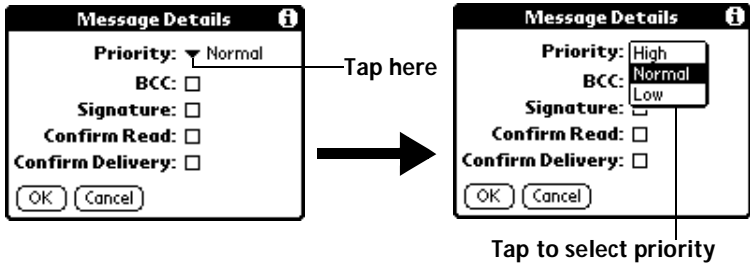 Message Details
Priority: Normal
BCC:
Signature:
Confirm Read:
Confirm Delivery:
OK Cancel
Tap here
Message Details
Priority: High
Normal
Low
BCC:
Signature:
Confirm Read:
Confirm Delivery:
OK Cancel
Tap to select priority